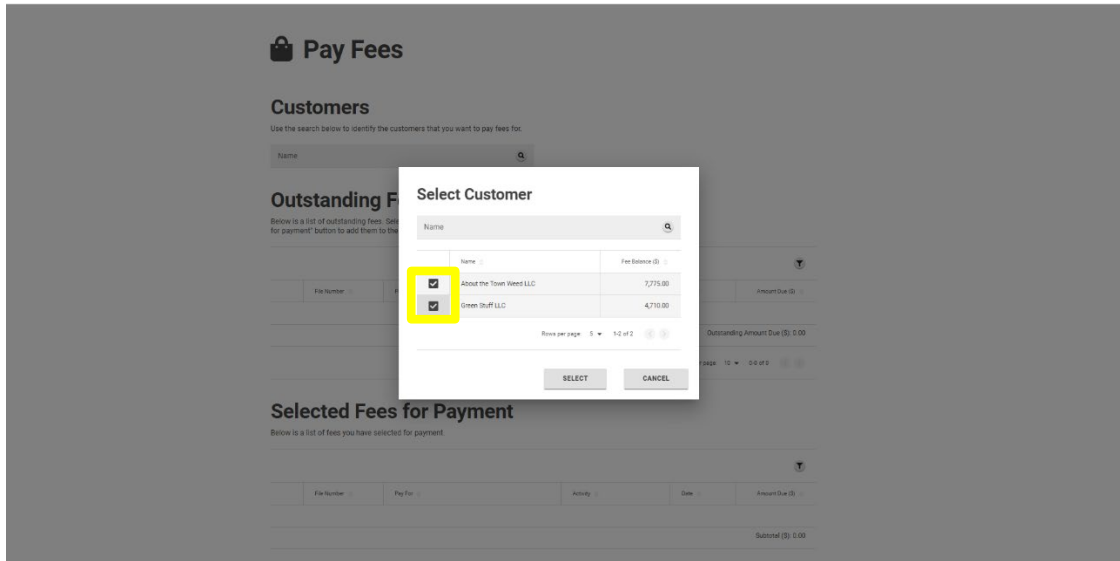 Pay Fees
Customers
Use the search below to identify the customers that you want to pay fees for.
Name
Outstanding F
Below is a list of outstanding fees. Sele
for payment" button to add them to the
File Number
Amount Due ($)
Outstanding Amount Due ($): 0.00
r page: 10 0-0 of 0
Select Customer
Name
Name Fee Balance ($)
About the Town Weed LLC 7,775.00
Green Stuff LLC 4,710.00
Rows per page: 5 1-2 of 2
SELECT CANCEL
Selected Fees for Payment
Below is a list of fees you have selected for payment.
File Number Pay For Activity Date Amount Due ($)
Subtotal ($): 0.00